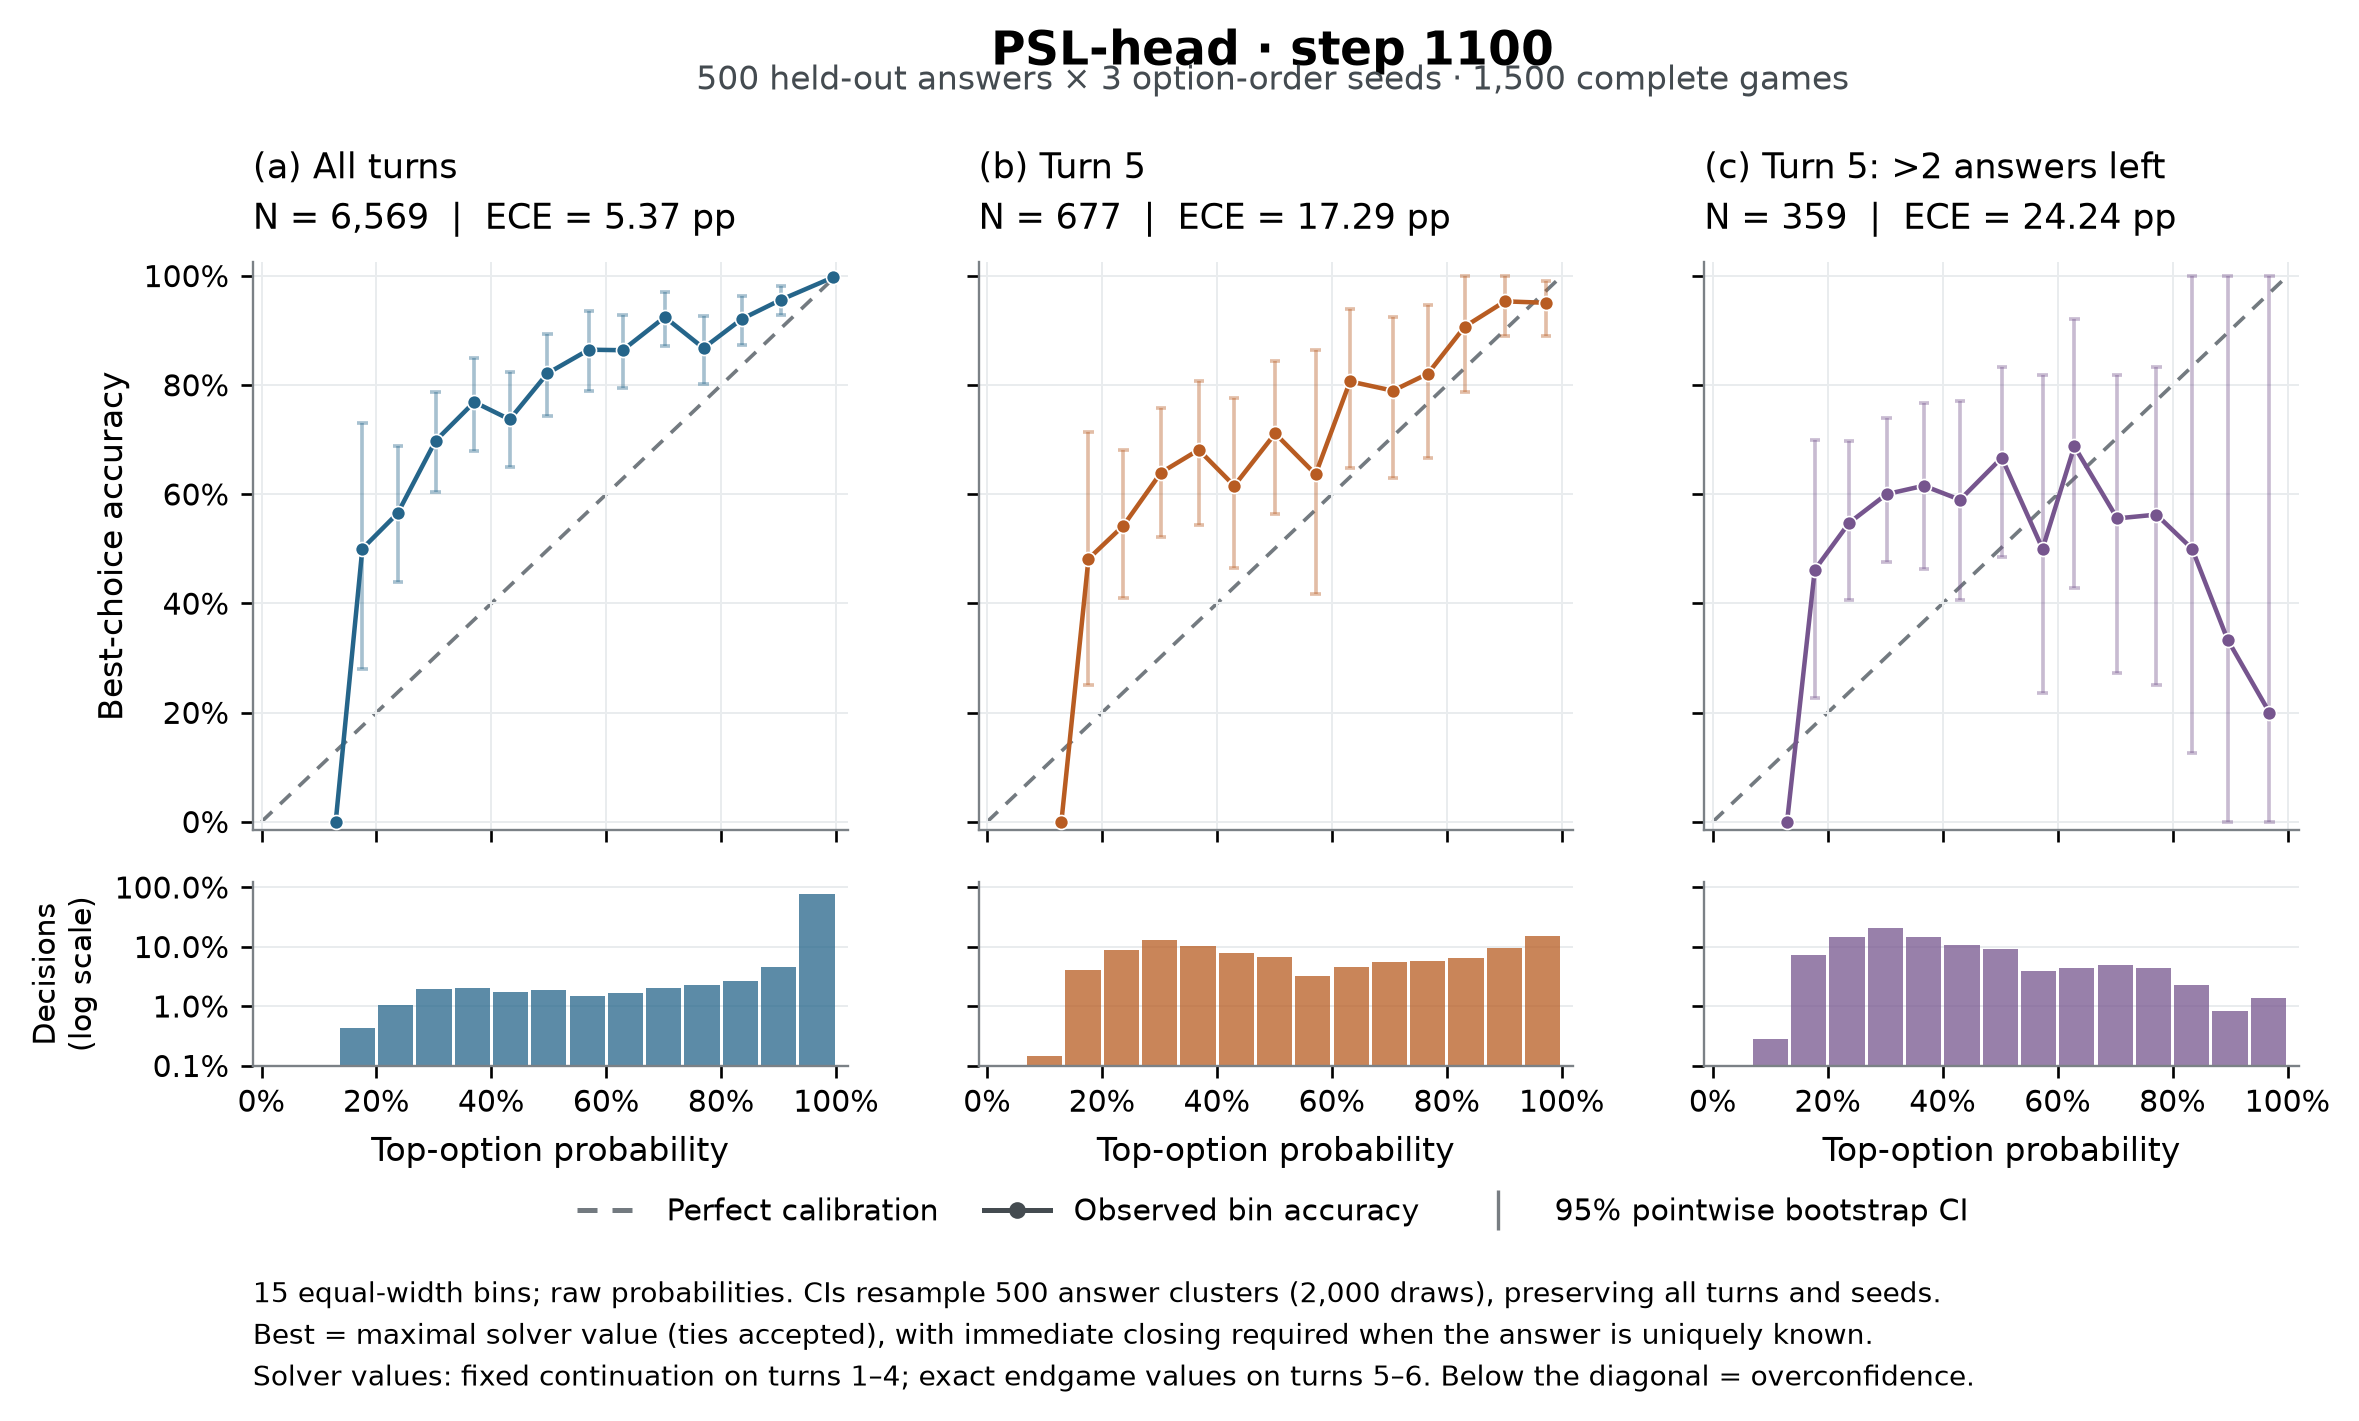 PSL-head · step 1100
500 held-out answers × 3 option-order seeds · 1,500 complete games
(a) All turns
N = 6,569 | ECE = 5.37 pp
(b) Turn 5
N = 677 | ECE = 17.29 pp
(c) Turn 5: >2 answers left
N = 359 | ECE = 24.24 pp
Best-choice accuracy
100%
80%
60%
40%
20%
0%
Decisions
(log scale)
100.0%
10.0%
1.0%
0.1%
0% 20% 40% 60% 80% 100%
0% 20% 40% 60% 80% 100%
0% 20% 40% 60% 80% 100%
Top-option probability
Top-option probability
Top-option probability
Perfect calibration
Observed bin accuracy
95% pointwise bootstrap CI
15 equal-width bins; raw probabilities. CIs resample 500 answer clusters (2,000 draws), preserving all turns and seeds.
Best = maximal solver value (ties accepted), with immediate closing required when the answer is uniquely known.
Solver values: fixed continuation on turns 1–4; exact endgame values on turns 5–6. Below the diagonal = overconfidence.